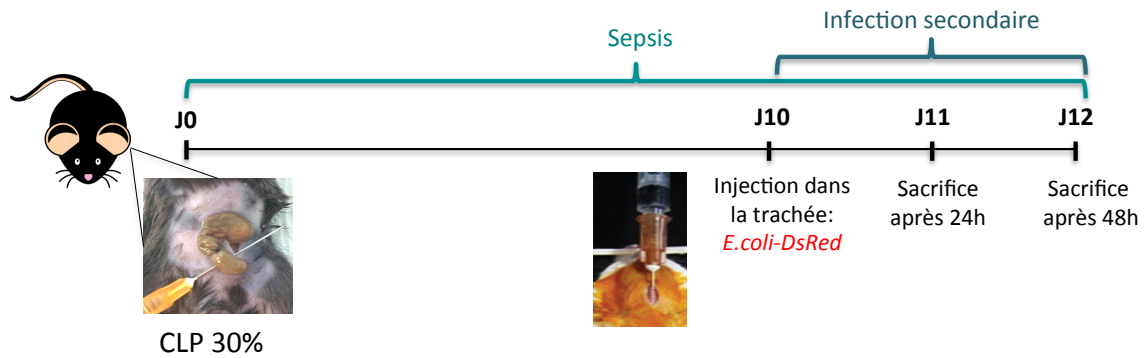 Infection secondaire
Sepsis
J0
J10
J11
J12
Injection dans
la trachée:
E.coli-DsRed
Sacrifice
après 24h
Sacrifice
après 48h
CLP 30%